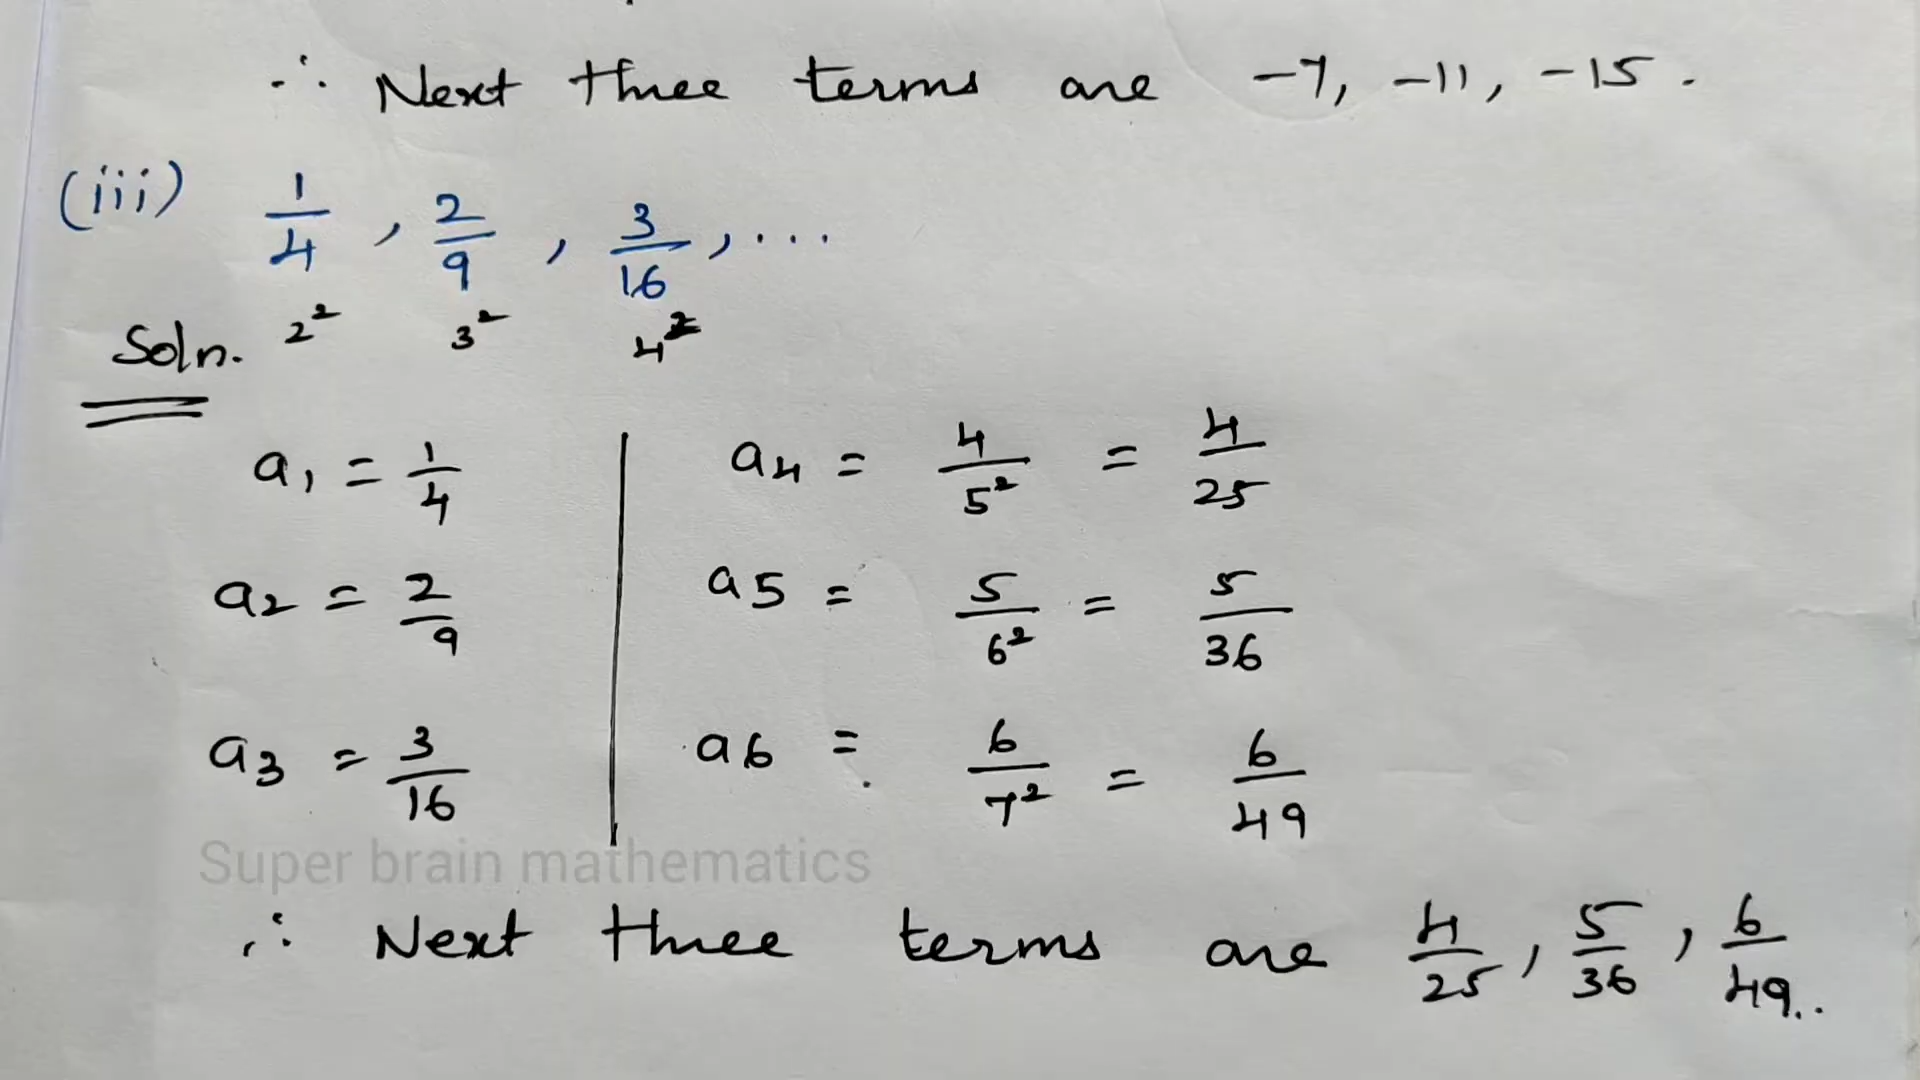 ∴ Next three terms are -7, -11, -15.
(iii) 1/4, 2/9, 3/16, ...
2² 3² 4²
Soln.
a₁ = 1/4
a₂ = 2/9
a₃ = 3/16
a₄ = 4/5² = 4/25
a5 = 5/6² = 5/36
a6 = 6/7² = 6/49
Super brain mathematics
∴ Next three terms are 4/25, 5/36, 6/49..